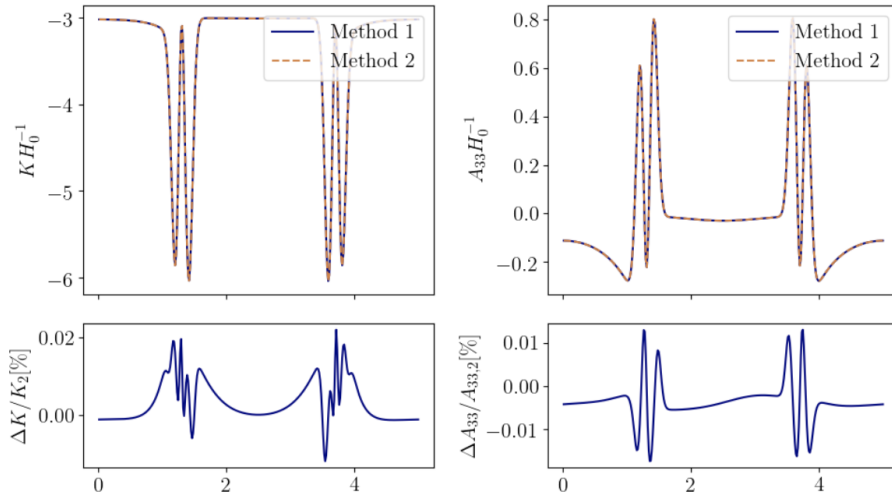 −3
−4
−5
−6
KH₀⁻¹
Method 1
Method 2
0.8
0.6
0.4
0.2
0.0
−0.2
A₃₃H₀⁻¹
Method 1
Method 2
0.02
0.00
ΔK/K₂[%]
0 2 4
0.01
0.00
−0.01
ΔA₃₃/A₃₃,₂[%]
0 2 4